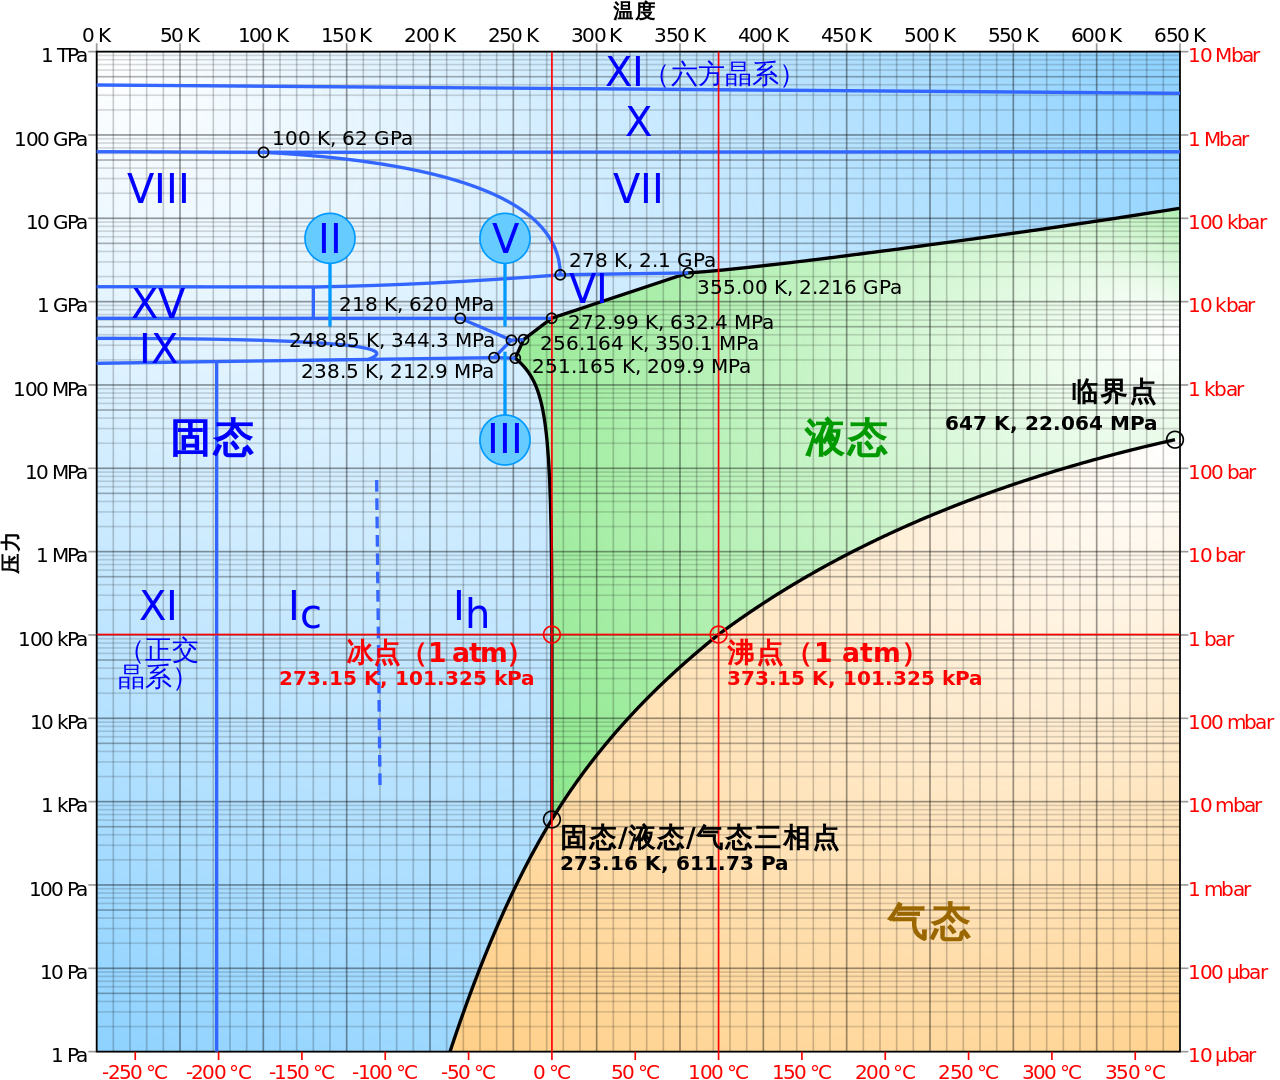 温度
0 K 50 K 100 K 150 K 200 K 250 K 300 K 350 K 400 K 450 K 500 K 550 K 600 K 650 K
1 TPa
10 Mbar
XI（六方晶系）
X
100 GPa
100 K, 62 GPa
1 Mbar
VIII
VII
10 GPa
100 kbar
II
V
278 K, 2.1 GPa
VI
355.00 K, 2.216 GPa
1 GPa
XV
218 K, 620 MPa
10 kbar
272.99 K, 632.4 MPa
IX
248.85 K, 344.3 MPa
256.164 K, 350.1 MPa
238.5 K, 212.9 MPa
251.165 K, 209.9 MPa
100 MPa
1 kbar
临界点
647 K, 22.064 MPa
固态
III
液态
10 MPa
100 bar
压力
1 MPa
10 bar
XI
（正交
晶系）
Ic
Ih
100 kPa
1 bar
冰点（1 atm）
273.15 K, 101.325 kPa
沸点（1 atm）
373.15 K, 101.325 kPa
10 kPa
100 mbar
1 kPa
10 mbar
固态/液态/气态三相点
273.16 K, 611.73 Pa
100 Pa
1 mbar
气态
10 Pa
100 µbar
1 Pa
10 µbar
-250 °C -200 °C -150 °C -100 °C -50 °C 0 °C 50 °C 100 °C 150 °C 200 °C 250 °C 300 °C 350 °C